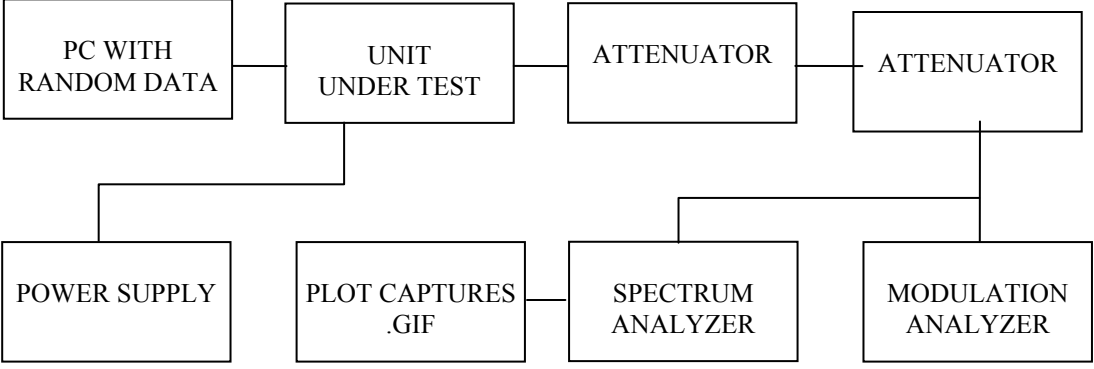 PC WITH
RANDOM DATA
UNIT
UNDER TEST
ATTENUATOR
ATTENUATOR
POWER SUPPLY
PLOT CAPTURES
.GIF
SPECTRUM
ANALYZER
MODULATION
ANALYZER